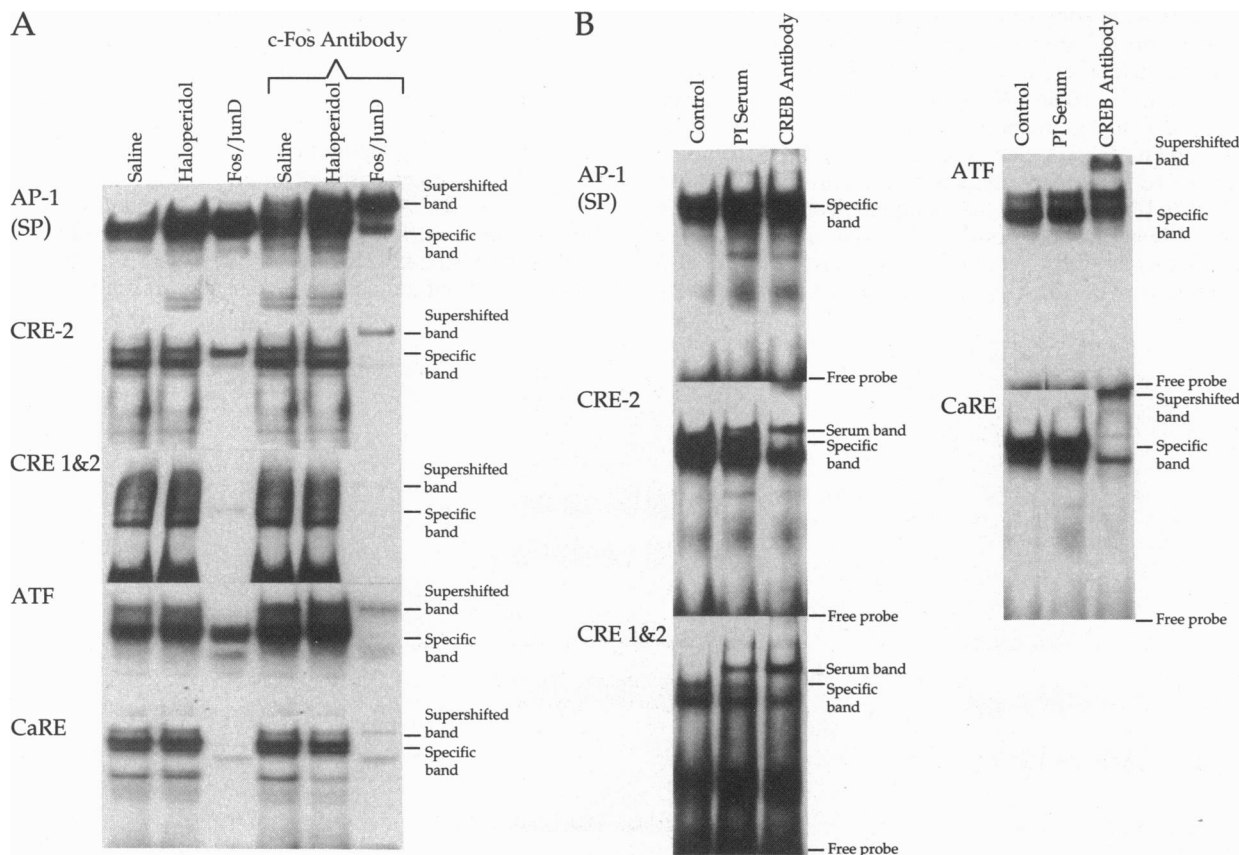 A
c-Fos Antibody
Saline
Haloperidol
Fos/JunD
Saline
Haloperidol
Fos/JunD
AP-1
(SP)
Supershifted
band
Specific
band
CRE-2
Supershifted
band
Specific
band
CRE 1&2
Supershifted
band
Specific
band
ATF
Supershifted
band
Specific
band
CaRE
Supershifted
band
Specific
band
B
Control
PI Serum
CREB Antibody
AP-1
(SP)
Specific
band
Free probe
CRE-2
Serum band
Specific
band
Free probe
CRE 1&2
Serum band
Specific
band
Free probe
Control
PI Serum
CREB Antibody
ATF
Supershifted
band
Specific
band
Free probe
CaRE
Supershifted
band
Specific
band
Free probe